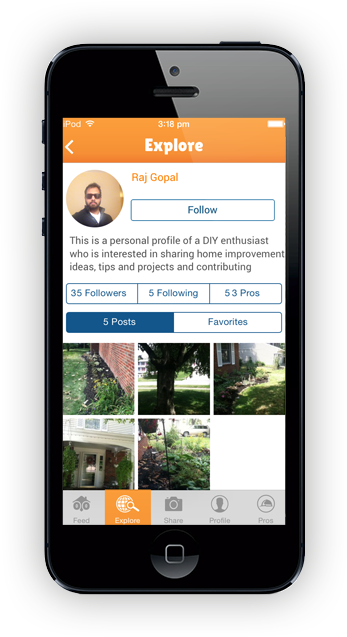 iPod 3:18 pm
Explore
Raj Gopal
Follow
This is a personal profile of a DIY enthusiast
who is interested in sharing home improvement
ideas, tips and projects and contributing
35 Followers 5 Following 53 Pros
5 Posts Favorites
Feed Explore Share Profile Pros